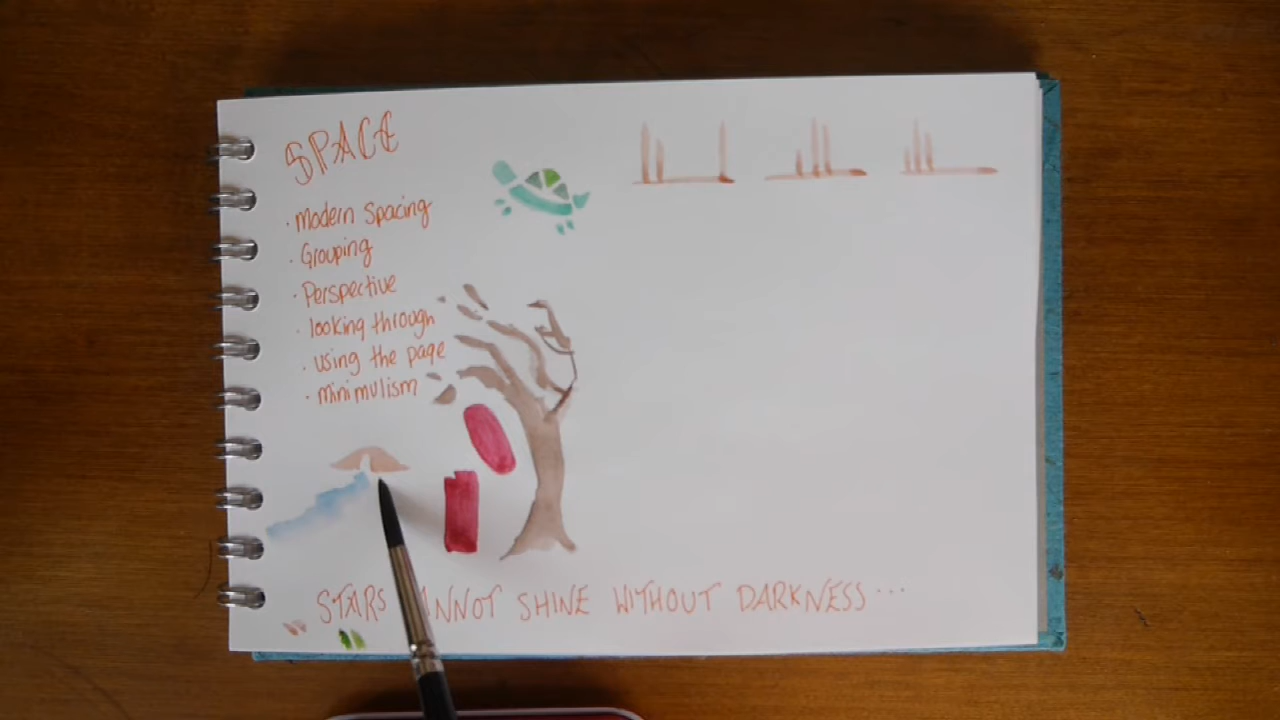 SPACE
· Modern Spacing
· Grouping
· Perspective
· looking through
· using the page
· minimulism
STARS NNOT SHINE WITHOUT DARKNESS...